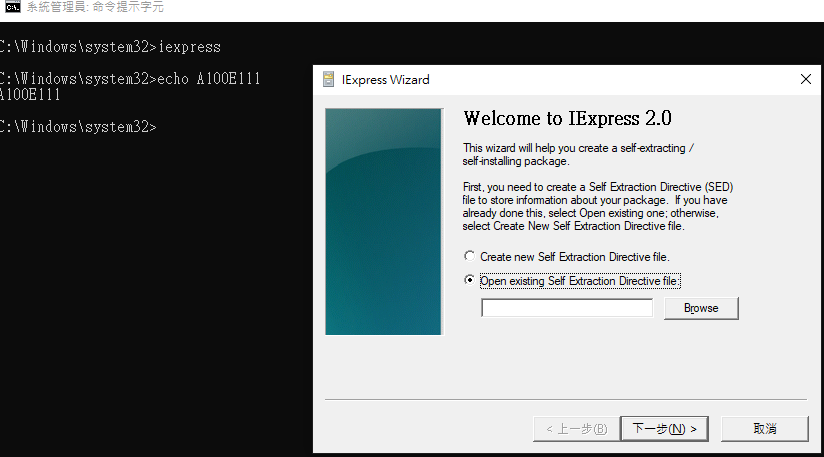 系統管理員: 命令提示字元
C:\Windows\system32>iexpress
C:\Windows\system32>echo A100E111
A100E111
C:\Windows\system32>
IExpress Wizard
Welcome to IExpress 2.0
This wizard will help you create a self-extracting /
self-installing package.
First, you need to create a Self Extraction Directive (SED)
file to store information about your package.  If you have
already done this, select Open existing one; otherwise,
select Create New Self Extraction Directive file.
Create new Self Extraction Directive file.
Open existing Self Extraction Directive file.
Browse
< 上一步(B)
下一步(N) >
取消